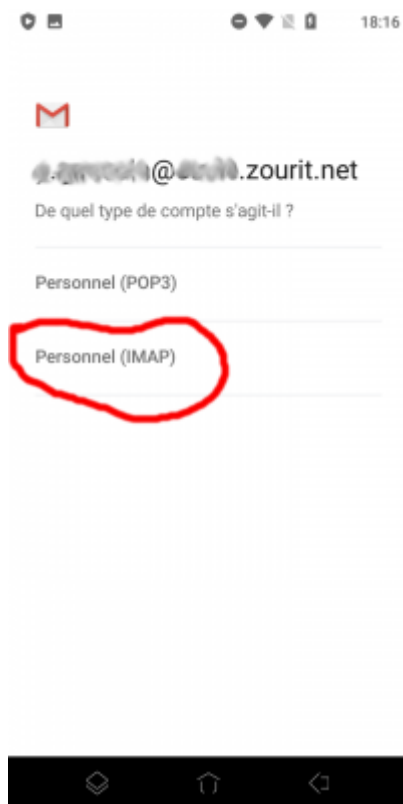 18:16
@ .zourit.net
De quel type de compte s'agit-il ?
Personnel (POP3)
Personnel (IMAP)